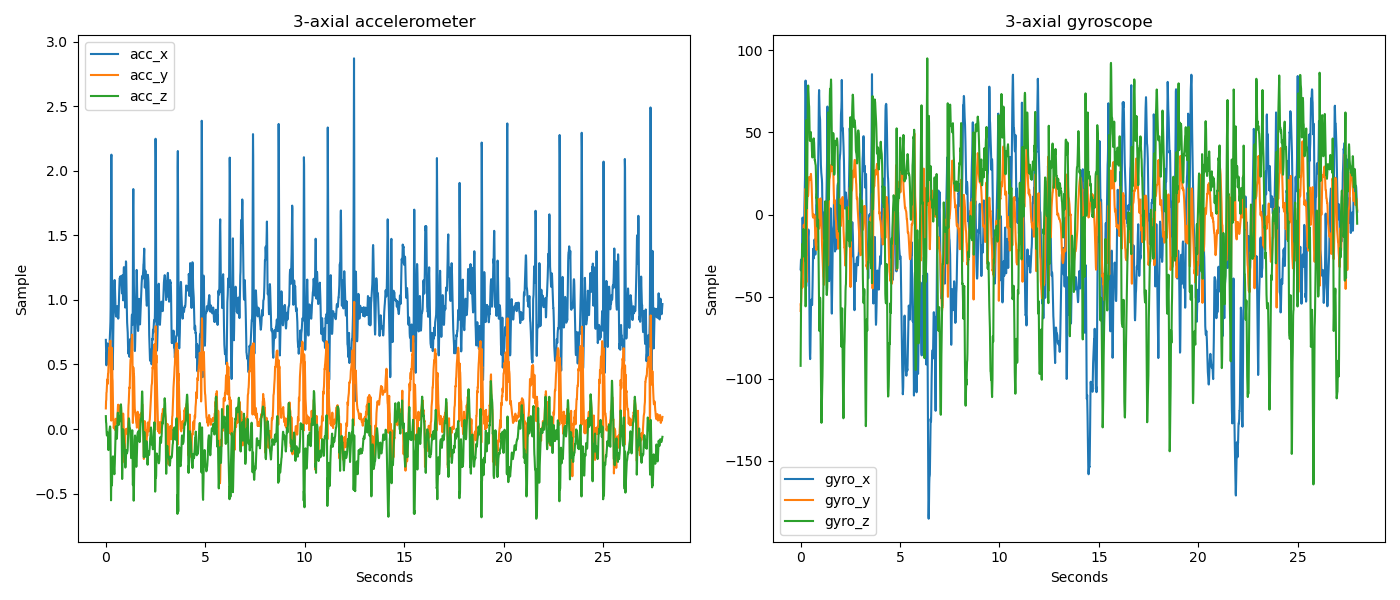 3-axial accelerometer
3.0
2.5
2.0
1.5
1.0
0.5
0.0
−0.5
Sample
acc_x
acc_y
acc_z
0 5 10 15 20 25
Seconds
3-axial gyroscope
100
50
0
−50
−100
−150
Sample
gyro_x
gyro_y
gyro_z
0 5 10 15 20 25
Seconds